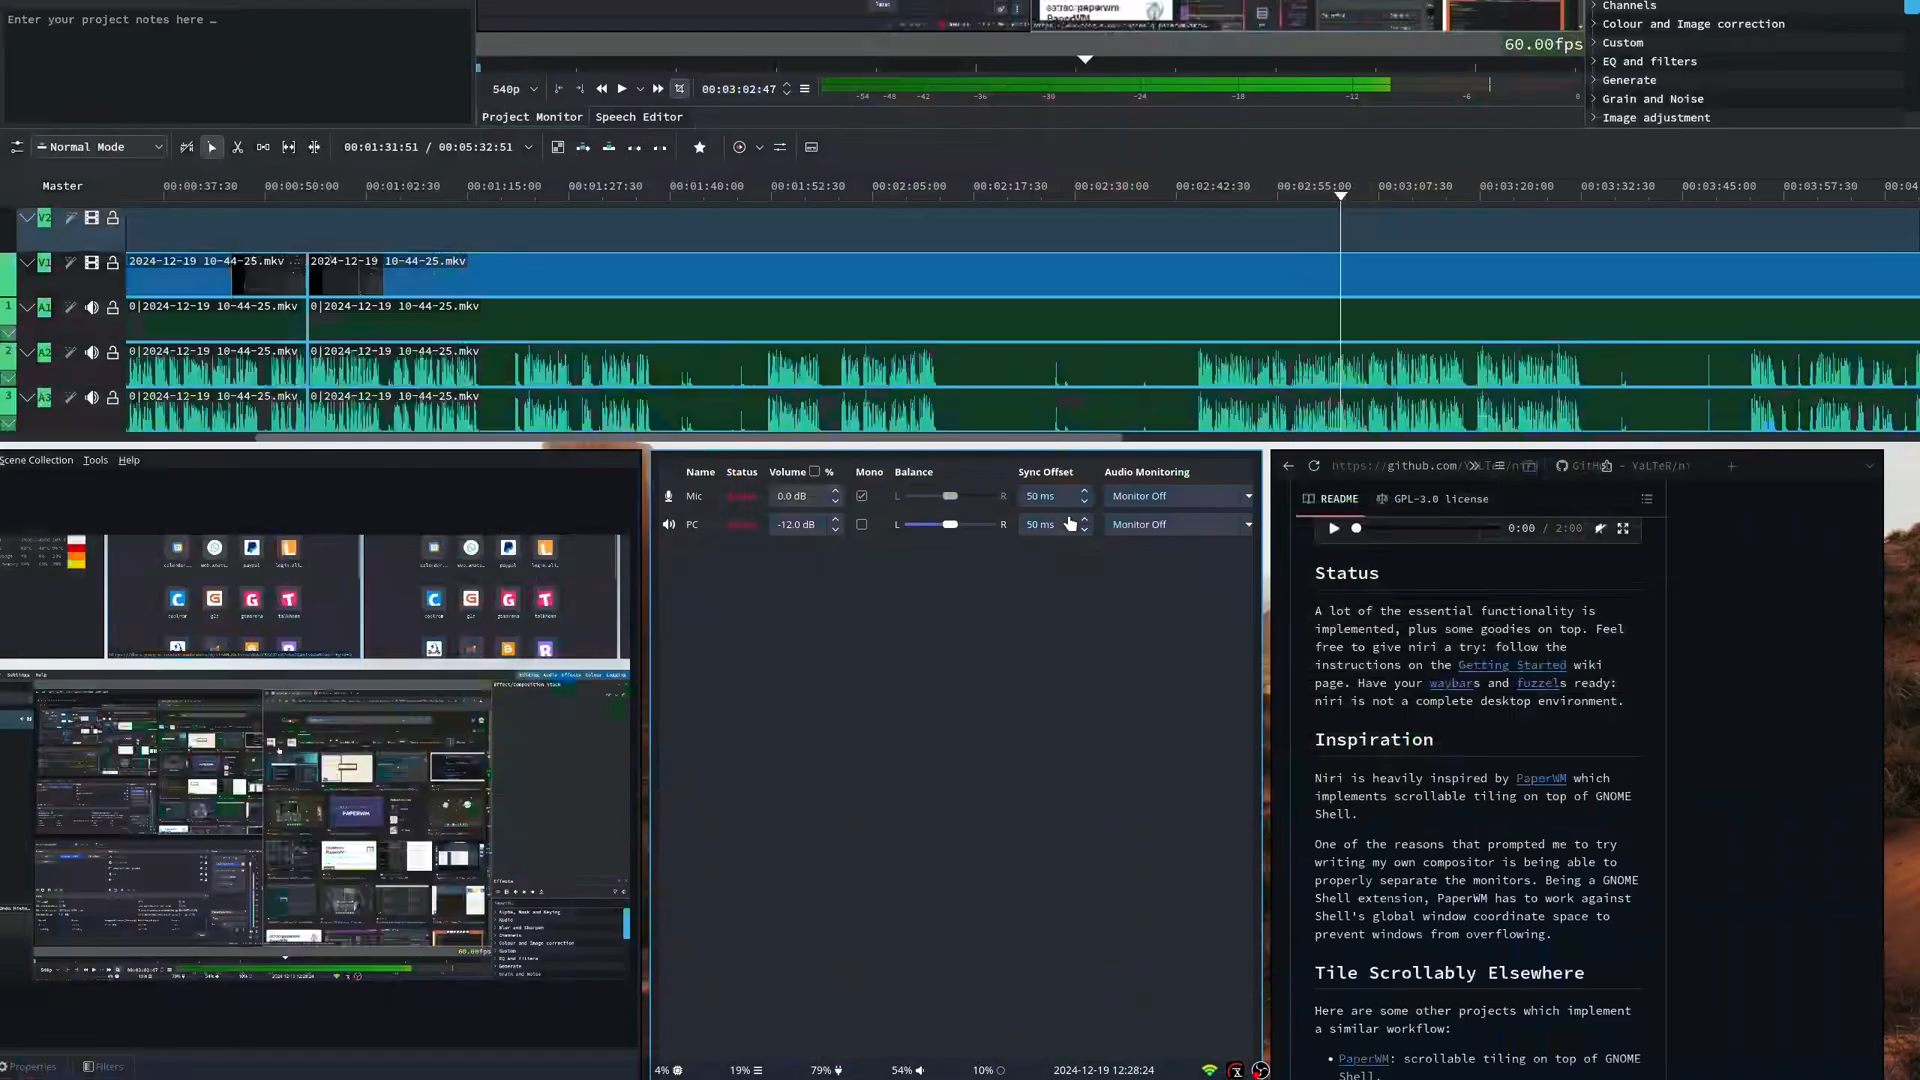 Enter your project notes here …
60.00fps
Channels
Colour and Image correction
Custom
EQ and filters
Generate
Grain and Noise
Image adjustment
540p
00:03:02:47
-54 -48 -42 -36 -30 -24 -18 -12 -6 0
Project Monitor Speech Editor
Normal Mode
00:01:31:51 / 00:05:32:51
Master
00:00:37:30 00:00:50:00 00:01:02:30 00:01:15:00 00:01:27:30 00:01:40:00 00:01:52:30 00:02:05:00 00:02:17:30 00:02:30:00 00:02:42:30 00:02:55:00 00:03:07:30 00:03:20:00 00:03:32:30 00:03:45:00 00:03:57:30 00:04
V2
V1 2024-12-19 10-44-25.mkv 2024-12-19 10-44-25.mkv
1 A1 0|2024-12-19 10-44-25.mkv 0|2024-12-19 10-44-25.mkv
2 A2 0|2024-12-19 10-44-25.mkv 0|2024-12-19 10-44-25.mkv
3 A3 0|2024-12-19 10-44-25.mkv 0|2024-12-19 10-44-25.mkv
Scene Collection Tools Help
Properties Filters
Name Status Volume % Mono Balance Sync Offset Audio Monitoring
Mic 0.0 dB L R 50 ms Monitor Off
PC -12.0 dB L R 50 ms Monitor Off
4% 19% 79% 54% 10% 2024-12-19 12:28:24
README GPL-3.0 license
0:00 / 2:00
Status
A lot of the essential functionality is
implemented, plus some goodies on top. Feel
free to give niri a try: follow the
instructions on the Getting Started wiki
page. Have your waybars and fuzzels ready:
niri is not a complete desktop environment.
Inspiration
Niri is heavily inspired by PaperWM which
implements scrollable tiling on top of GNOME
Shell.
One of the reasons that prompted me to try
writing my own compositor is being able to
properly separate the monitors. Being a GNOME
Shell extension, PaperWM has to work against
Shell's global window coordinate space to
prevent windows from overflowing.
Tile Scrollably Elsewhere
Here are some other projects which implement
a similar workflow:
• PaperWM: scrollable tiling on top of GNOME
Shell.